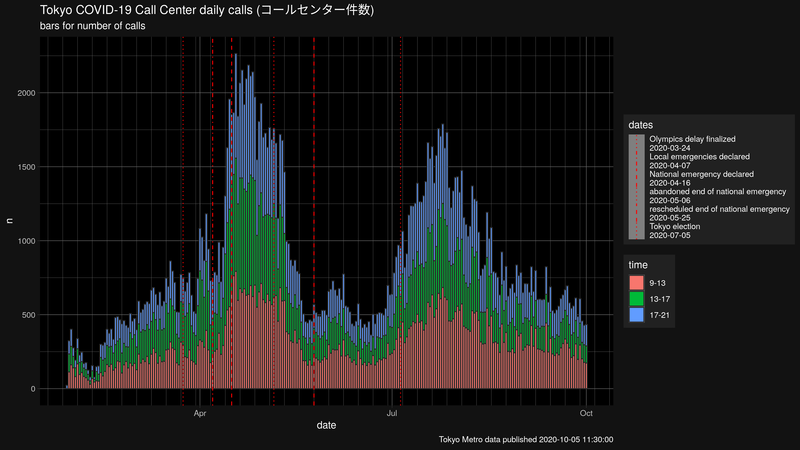 Tokyo COVID-19 Call Center daily calls (コールセンター件数)
bars for number of calls
n
2000
1500
1000
500
0
Apr
Jul
Oct
date
Tokyo Metro data published 2020-10-05 11:30:00
dates
Olympics delay finalized
2020-03-24
Local emergencies declared
2020-04-07
National emergency declared
2020-04-16
abandoned end of national emergency
2020-05-06
rescheduled end of national emergency
2020-05-25
Tokyo election
2020-07-05
time
9-13
13-17
17-21